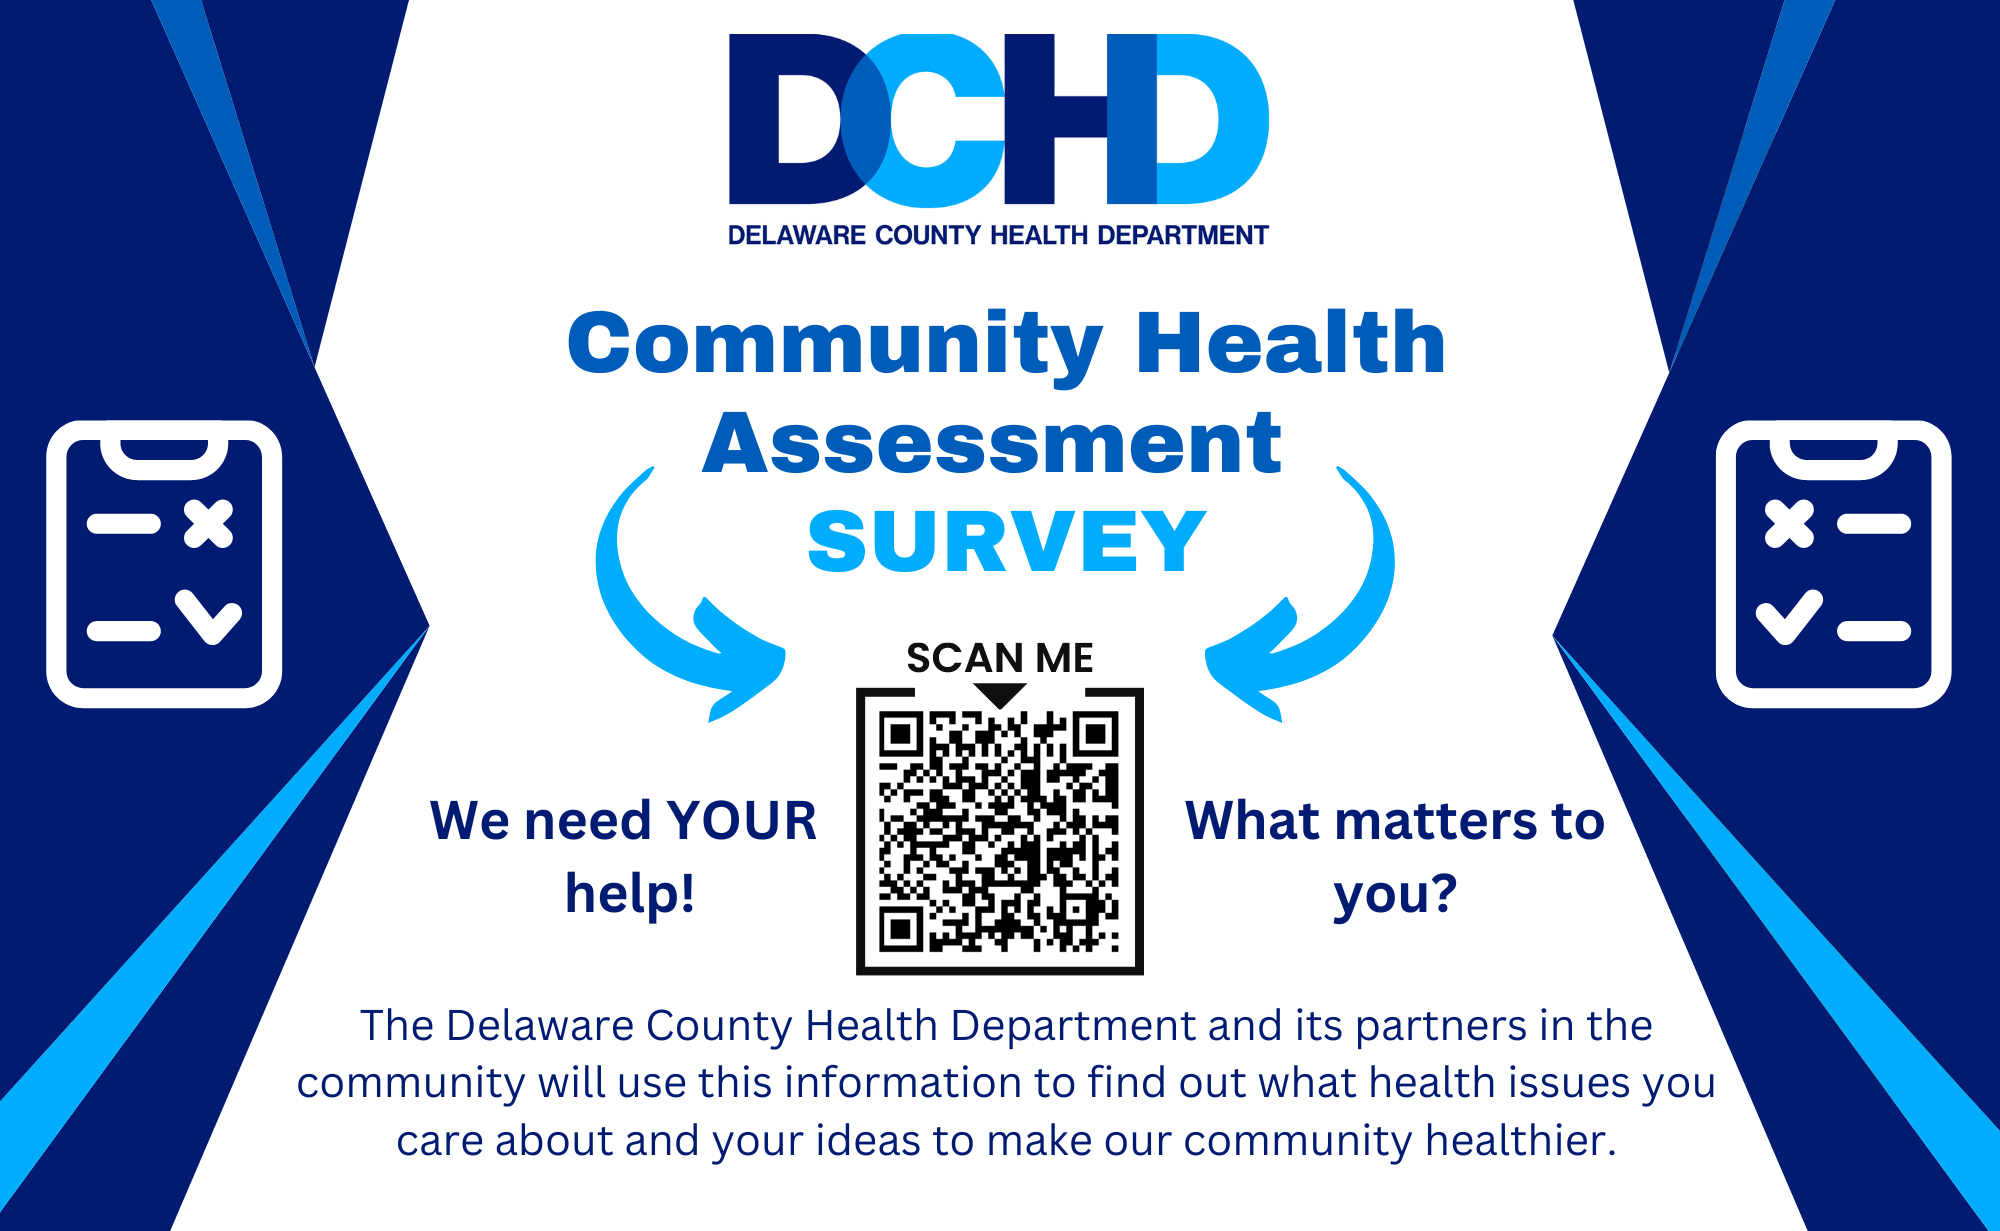 DCHD
DELAWARE COUNTY HEALTH DEPARTMENT
Community Health
Assessment
SURVEY
SCAN ME
We need YOUR
help!
What matters to
you?
The Delaware County Health Department and its partners in the
community will use this information to find out what health issues you
care about and your ideas to make our community healthier.